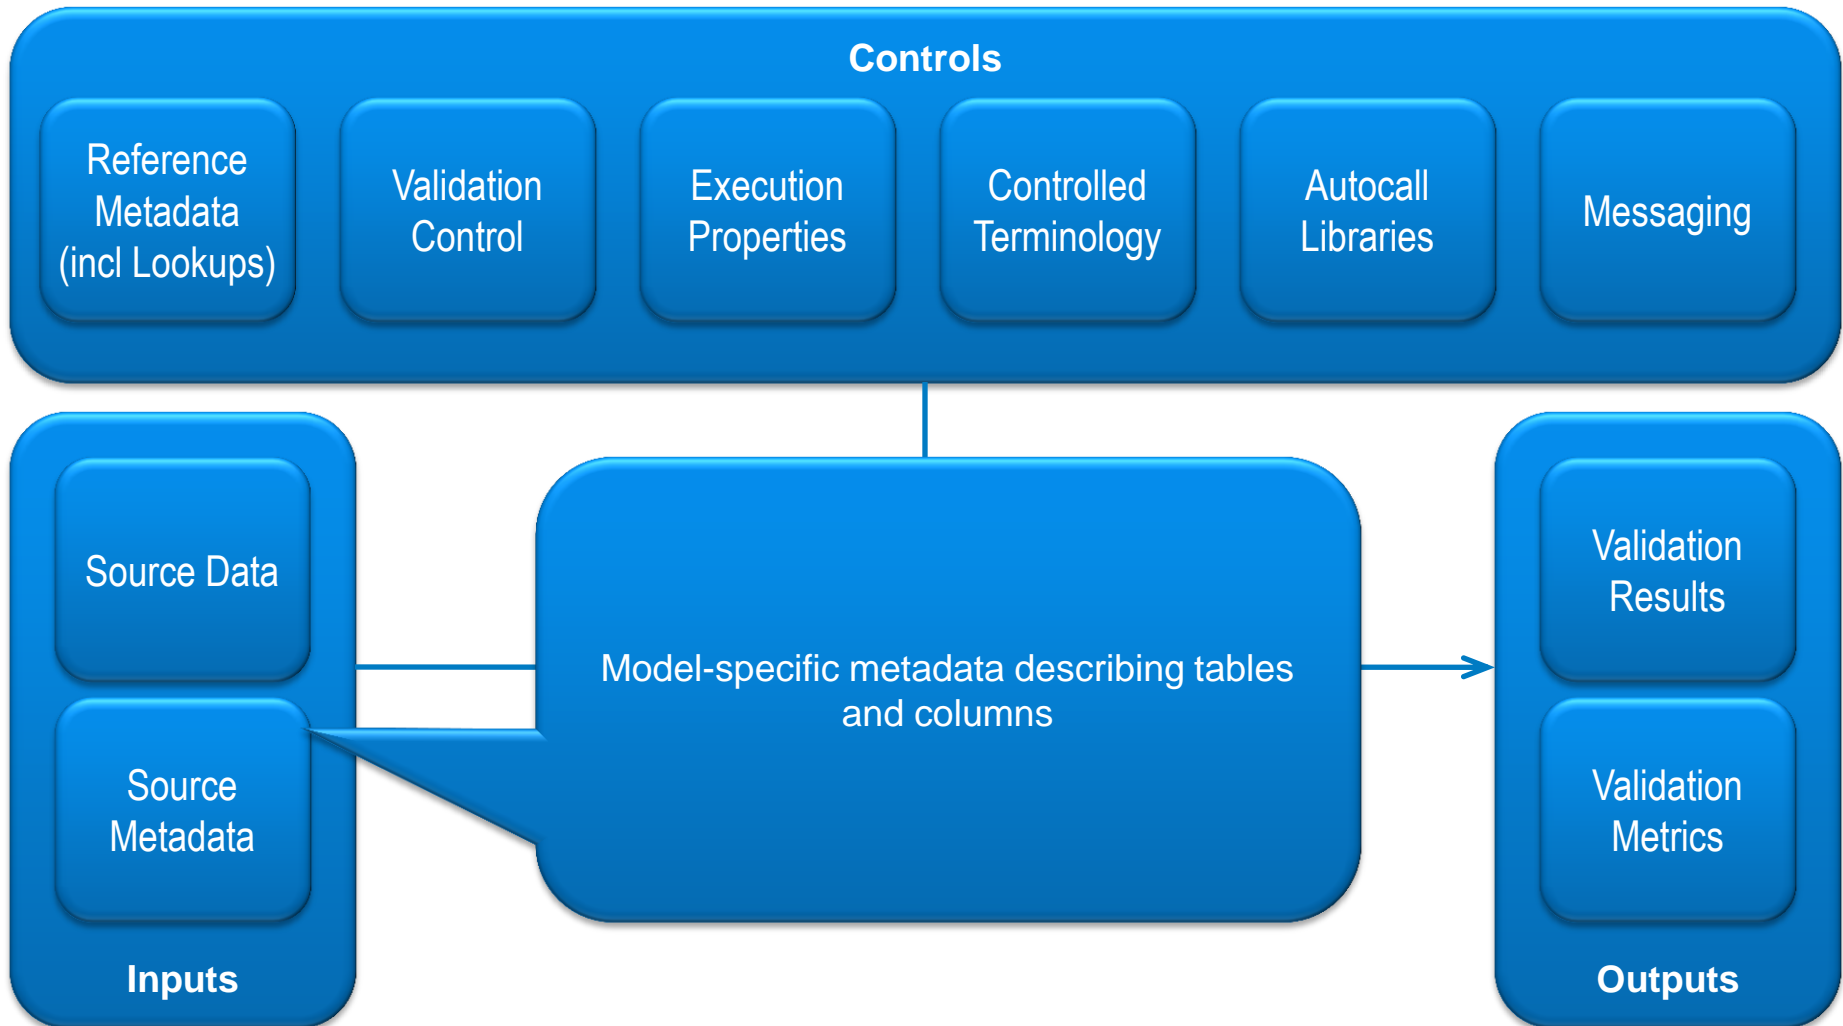 Controls
Reference
Metadata
(incl Lookups)
Validation
Control
Execution
Properties
Controlled
Terminology
Autocall
Libraries
Messaging
Source Data
Source
Metadata
Inputs
Model-specific metadata describing tables
and columns
Validation
Results
Validation
Metrics
Outputs